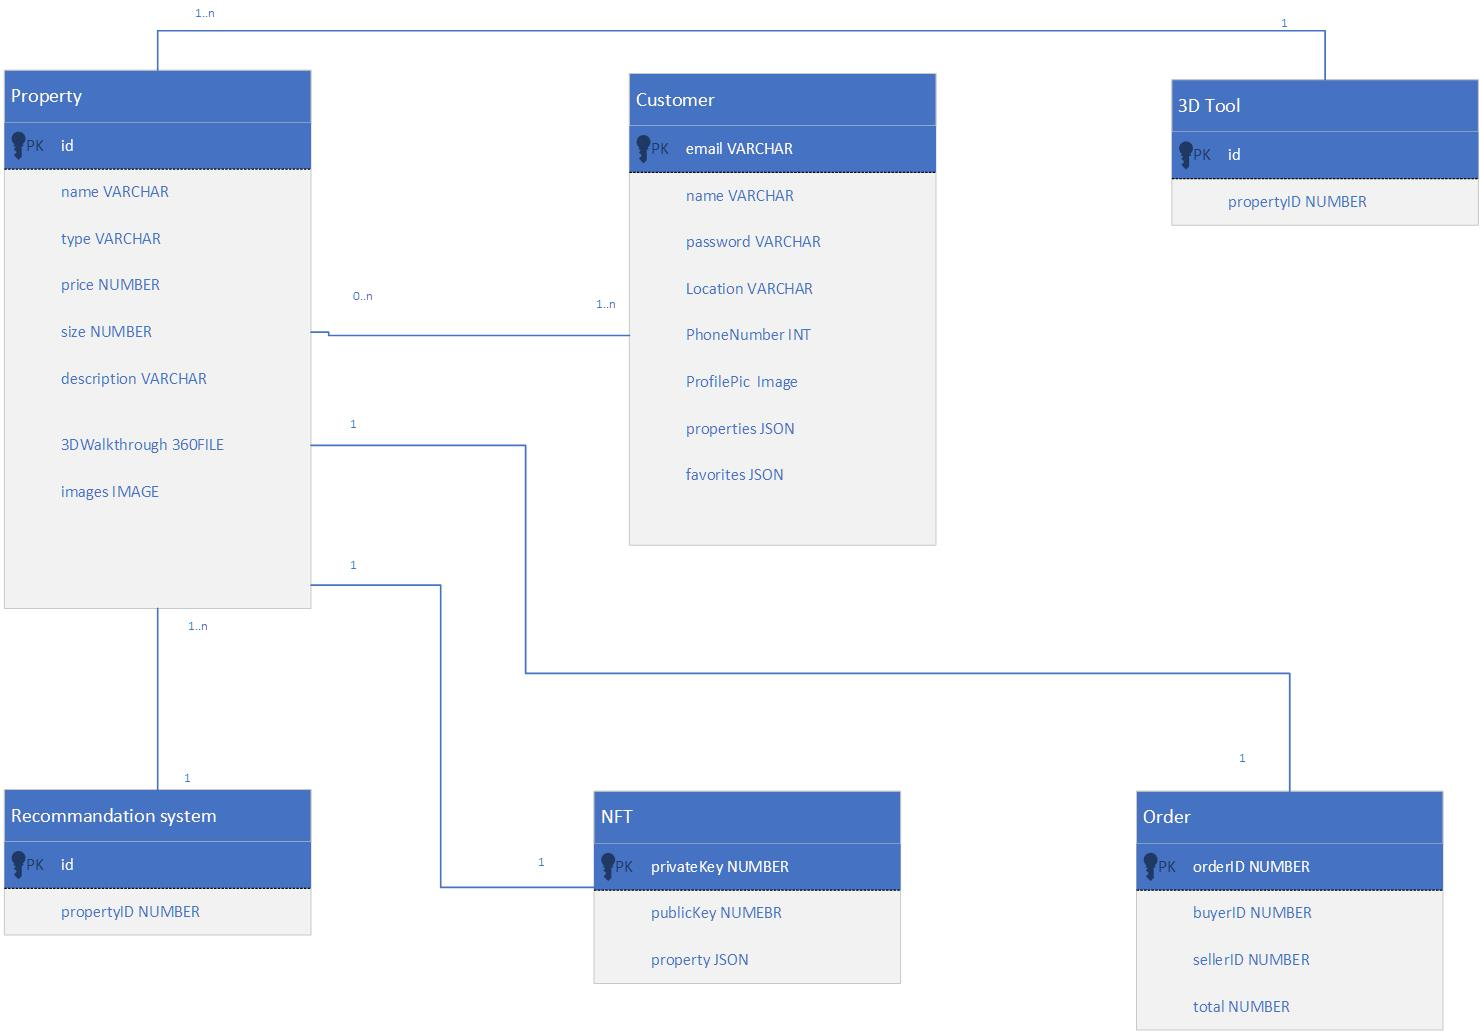 1..n
1
Property
PK id
name VARCHAR
type VARCHAR
price NUMBER
size NUMBER
description VARCHAR
3DWalkthrough 360FILE
images IMAGE
Customer
PK email VARCHAR
name VARCHAR
password VARCHAR
Location VARCHAR
PhoneNumber INT
ProfilePic Image
properties JSON
favorites JSON
3D Tool
PK id
propertyID NUMBER
0..n
1..n
1
1
1..n
1
1
1
Recommandation system
PK id
propertyID NUMBER
NFT
PK privateKey NUMBER
publicKey NUMEBR
property JSON
Order
PK orderID NUMBER
buyerID NUMBER
sellerID NUMBER
total NUMBER